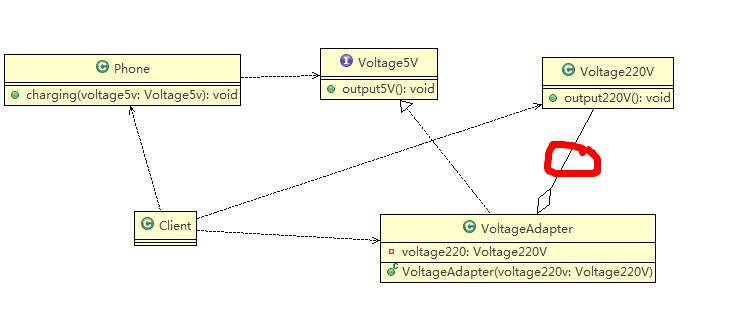 C Phone
charging(voltage5v: Voltage5v): void
I Voltage5V
output5V(): void
C Voltage220V
output220V(): void
C Client
C VoltageAdapter
voltage220: Voltage220V
C VoltageAdapter(voltage220v: Voltage220V)